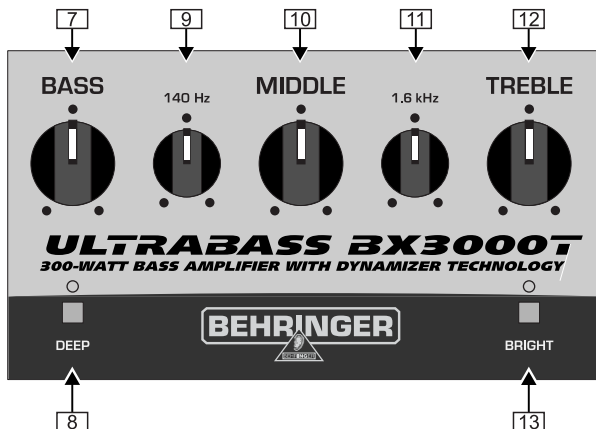 7 9 10 11 12
BASS 140 Hz MIDDLE 1.6 kHz TREBLE
ULTRABASS BX3000T
300-WATT BASS AMPLIFIER WITH DYNAMIZER TECHNOLOGY
BEHRINGER
BEHRINGER
DEEP BRIGHT
8 13